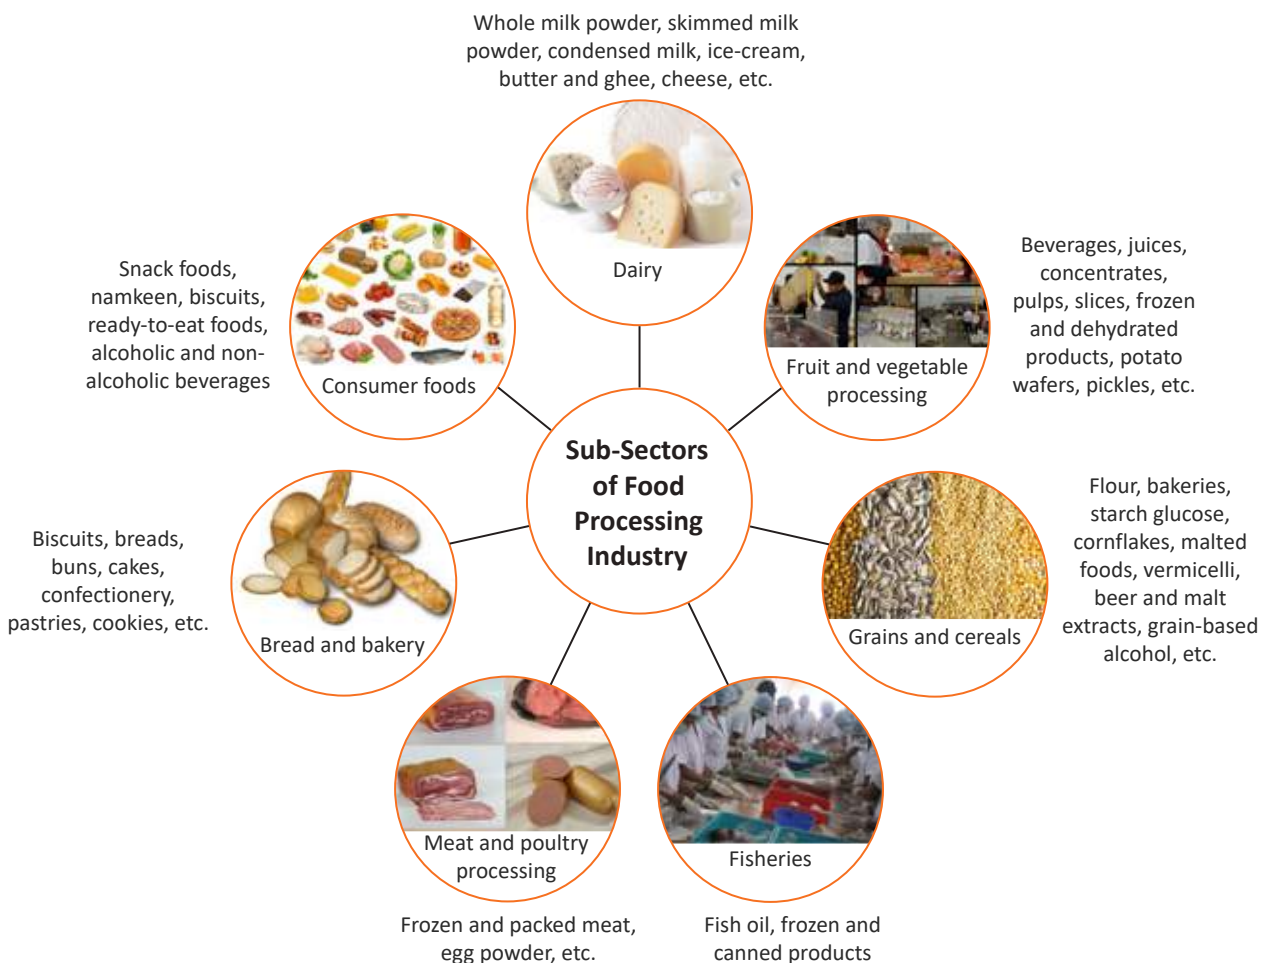 Whole milk powder, skimmed milk
powder, condensed milk, ice-cream,
butter and ghee, cheese, etc.
Dairy
Snack foods,
namkeen, biscuits,
ready-to-eat foods,
alcoholic and non-
alcoholic beverages
Consumer foods
Fruit and vegetable
processing
Beverages, juices,
concentrates,
pulps, slices, frozen
and dehydrated
products, potato
wafers, pickles, etc.
Sub-Sectors
of Food
Processing
Industry
Biscuits, breads,
buns, cakes,
confectionery,
pastries, cookies, etc.
Bread and bakery
Grains and cereals
Flour, bakeries,
starch glucose,
cornflakes, malted
foods, vermicelli,
beer and malt
extracts, grain-based
alcohol, etc.
Meat and poultry
processing
Frozen and packed meat,
egg powder, etc.
Fisheries
Fish oil, frozen and
canned products